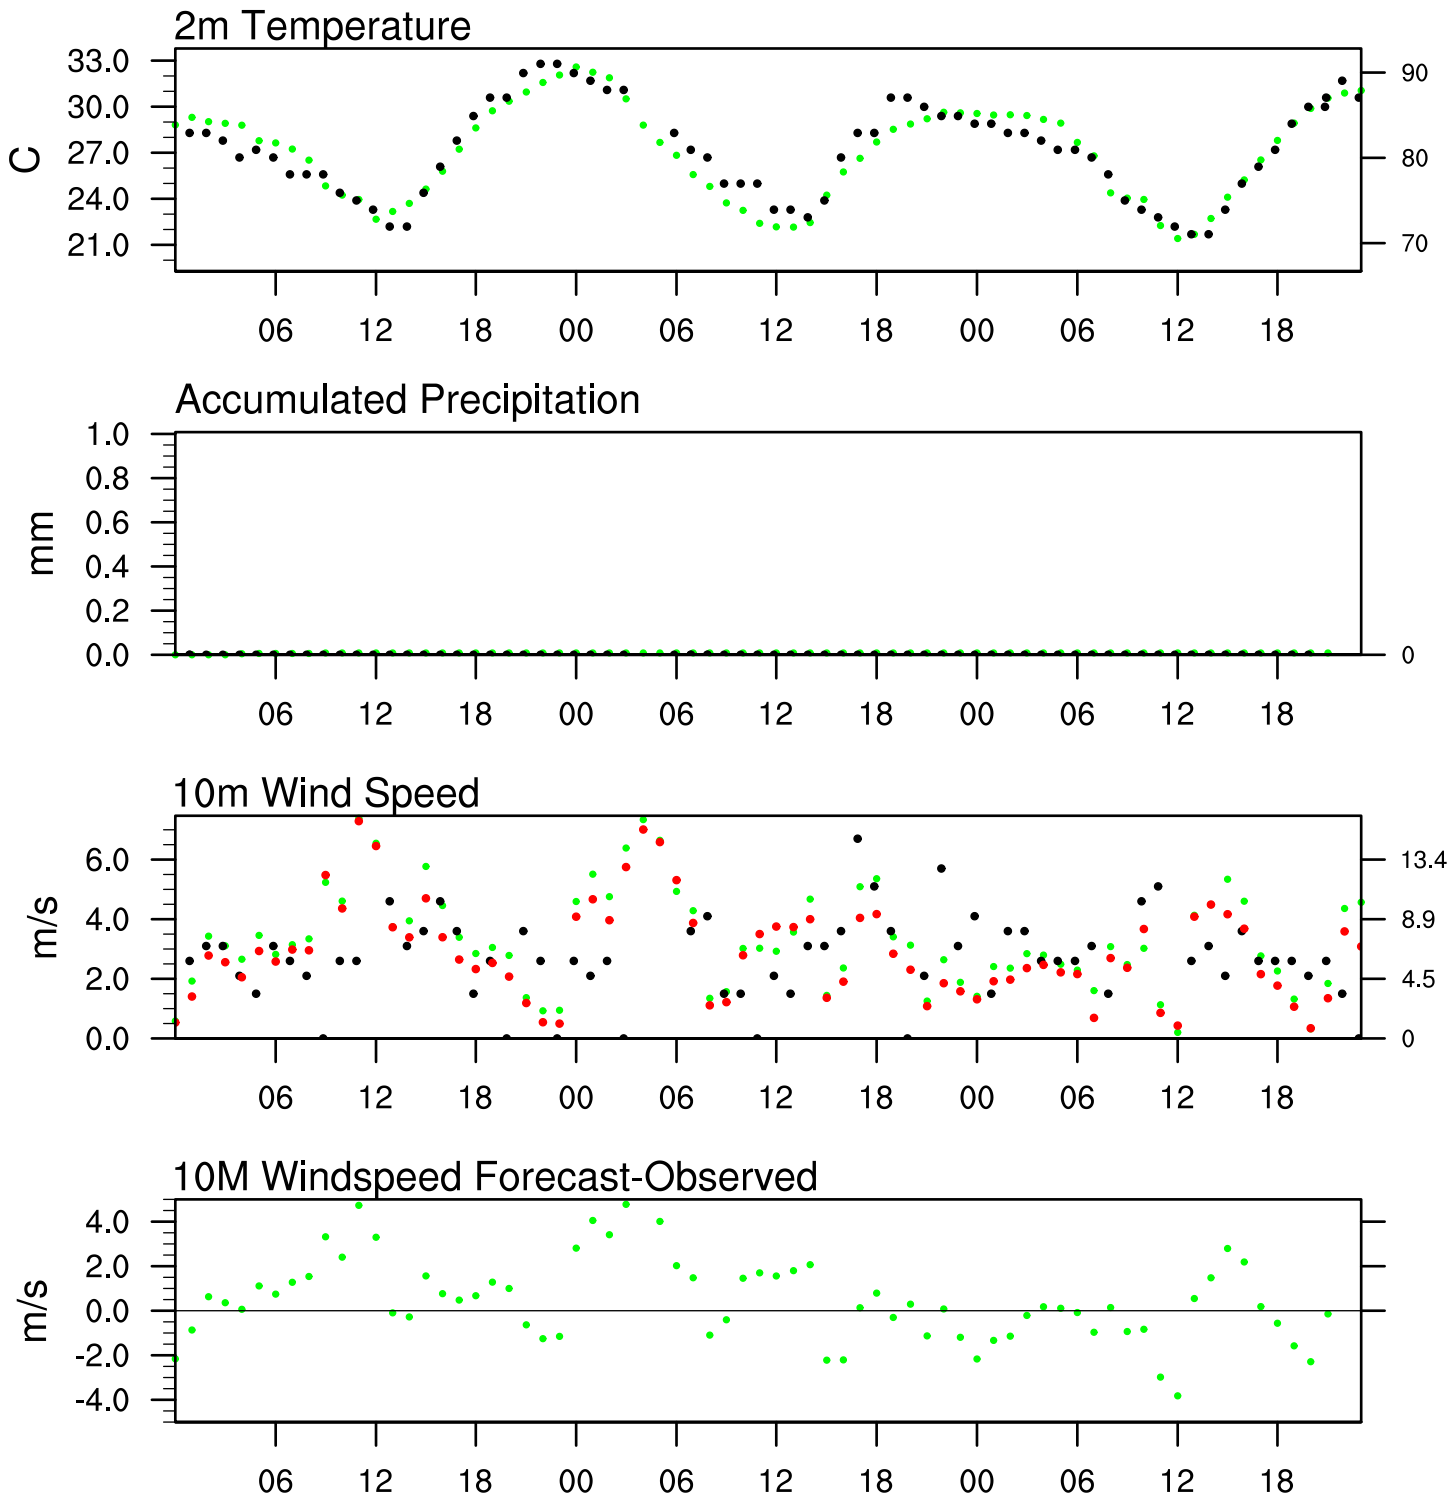 2m Temperature
33.0
30.0
27.0
24.0
21.0
C
90
80
70
06 12 18 00 06 12 18 00 06 12 18
Accumulated Precipitation
1.0
0.8
0.6
0.4
0.2
0.0
mm
0
06 12 18 00 06 12 18 00 06 12 18
10m Wind Speed
6.0
4.0
2.0
0.0
m/s
13.4
8.9
4.5
0
06 12 18 00 06 12 18 00 06 12 18
10M Windspeed Forecast-Observed
4.0
2.0
0.0
-2.0
-4.0
m/s
06 12 18 00 06 12 18 00 06 12 18